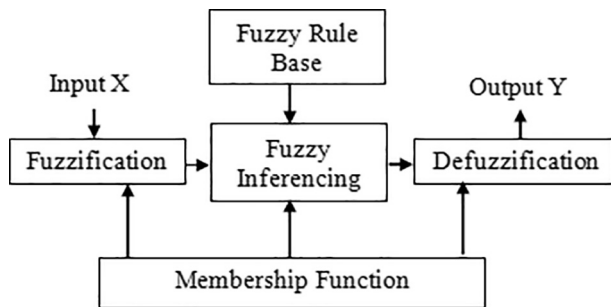 Fuzzy Rule
Base
Input X
Output Y
Fuzzification
Fuzzy
Inferencing
Defuzzification
Membership Function